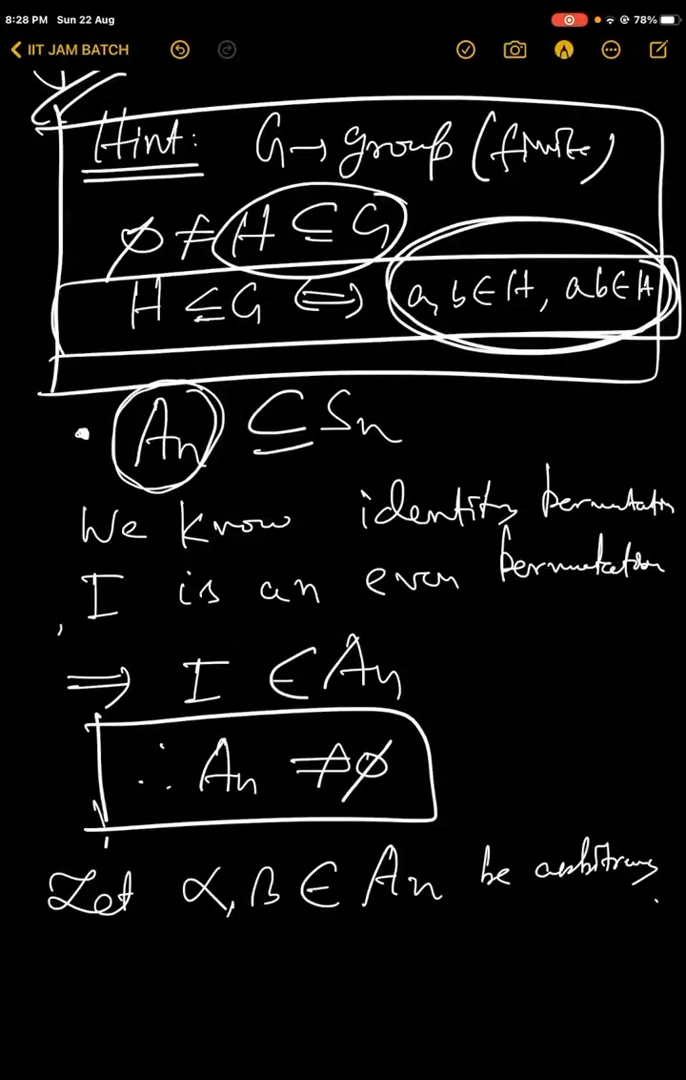 8:28 PM Sun 22 Aug 78%
IIT JAM BATCH
Hint: G → group (finite)
∅ ≠ H ⊆ G
H ≤ G ⇔ a, b ∈ H, ab ∈ H
• An ⊆ Sn
We know identity permutation
, I is an even permutation
⇒ I ∈ An
∴ An ≠ ∅
Let α, β ∈ An be arbitrary.